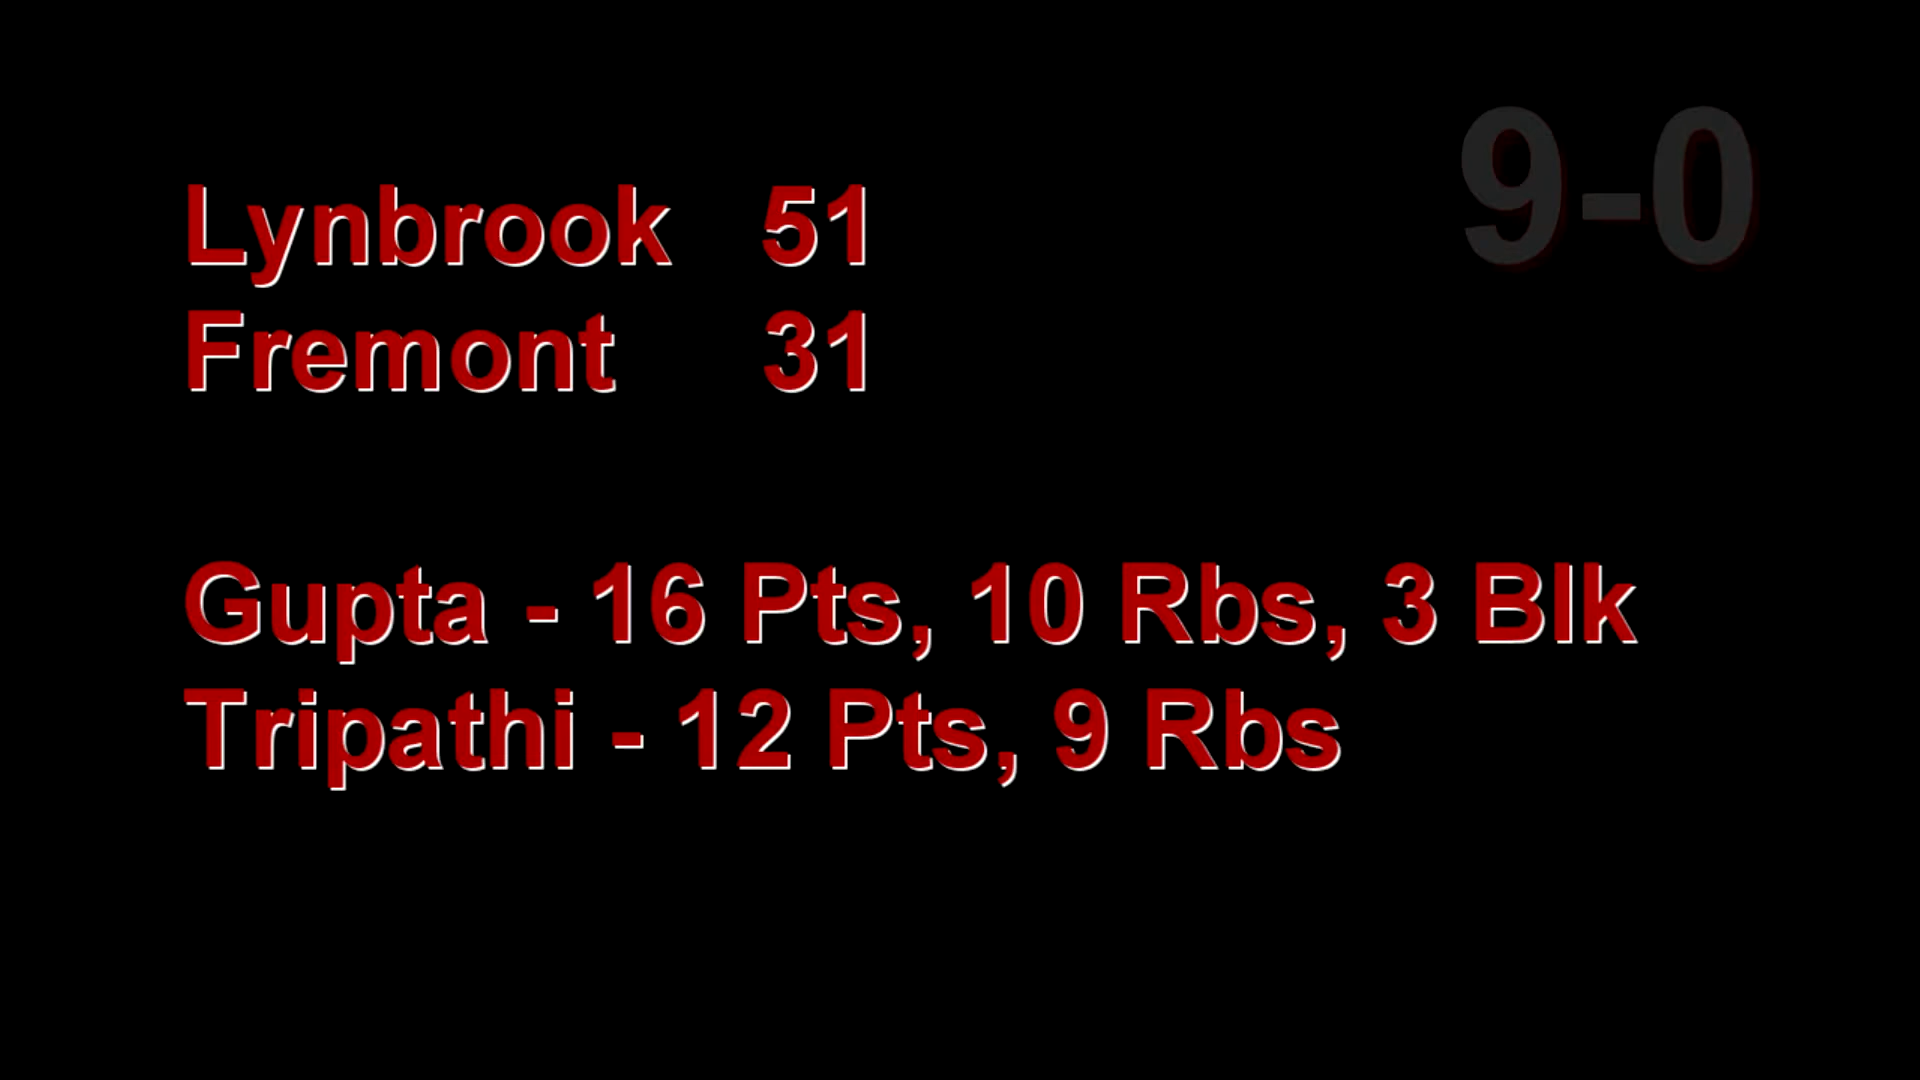 9-0
Lynbrook 51
Fremont 31
Gupta - 16 Pts, 10 Rbs, 3 Blk
Tripathi - 12 Pts, 9 Rbs